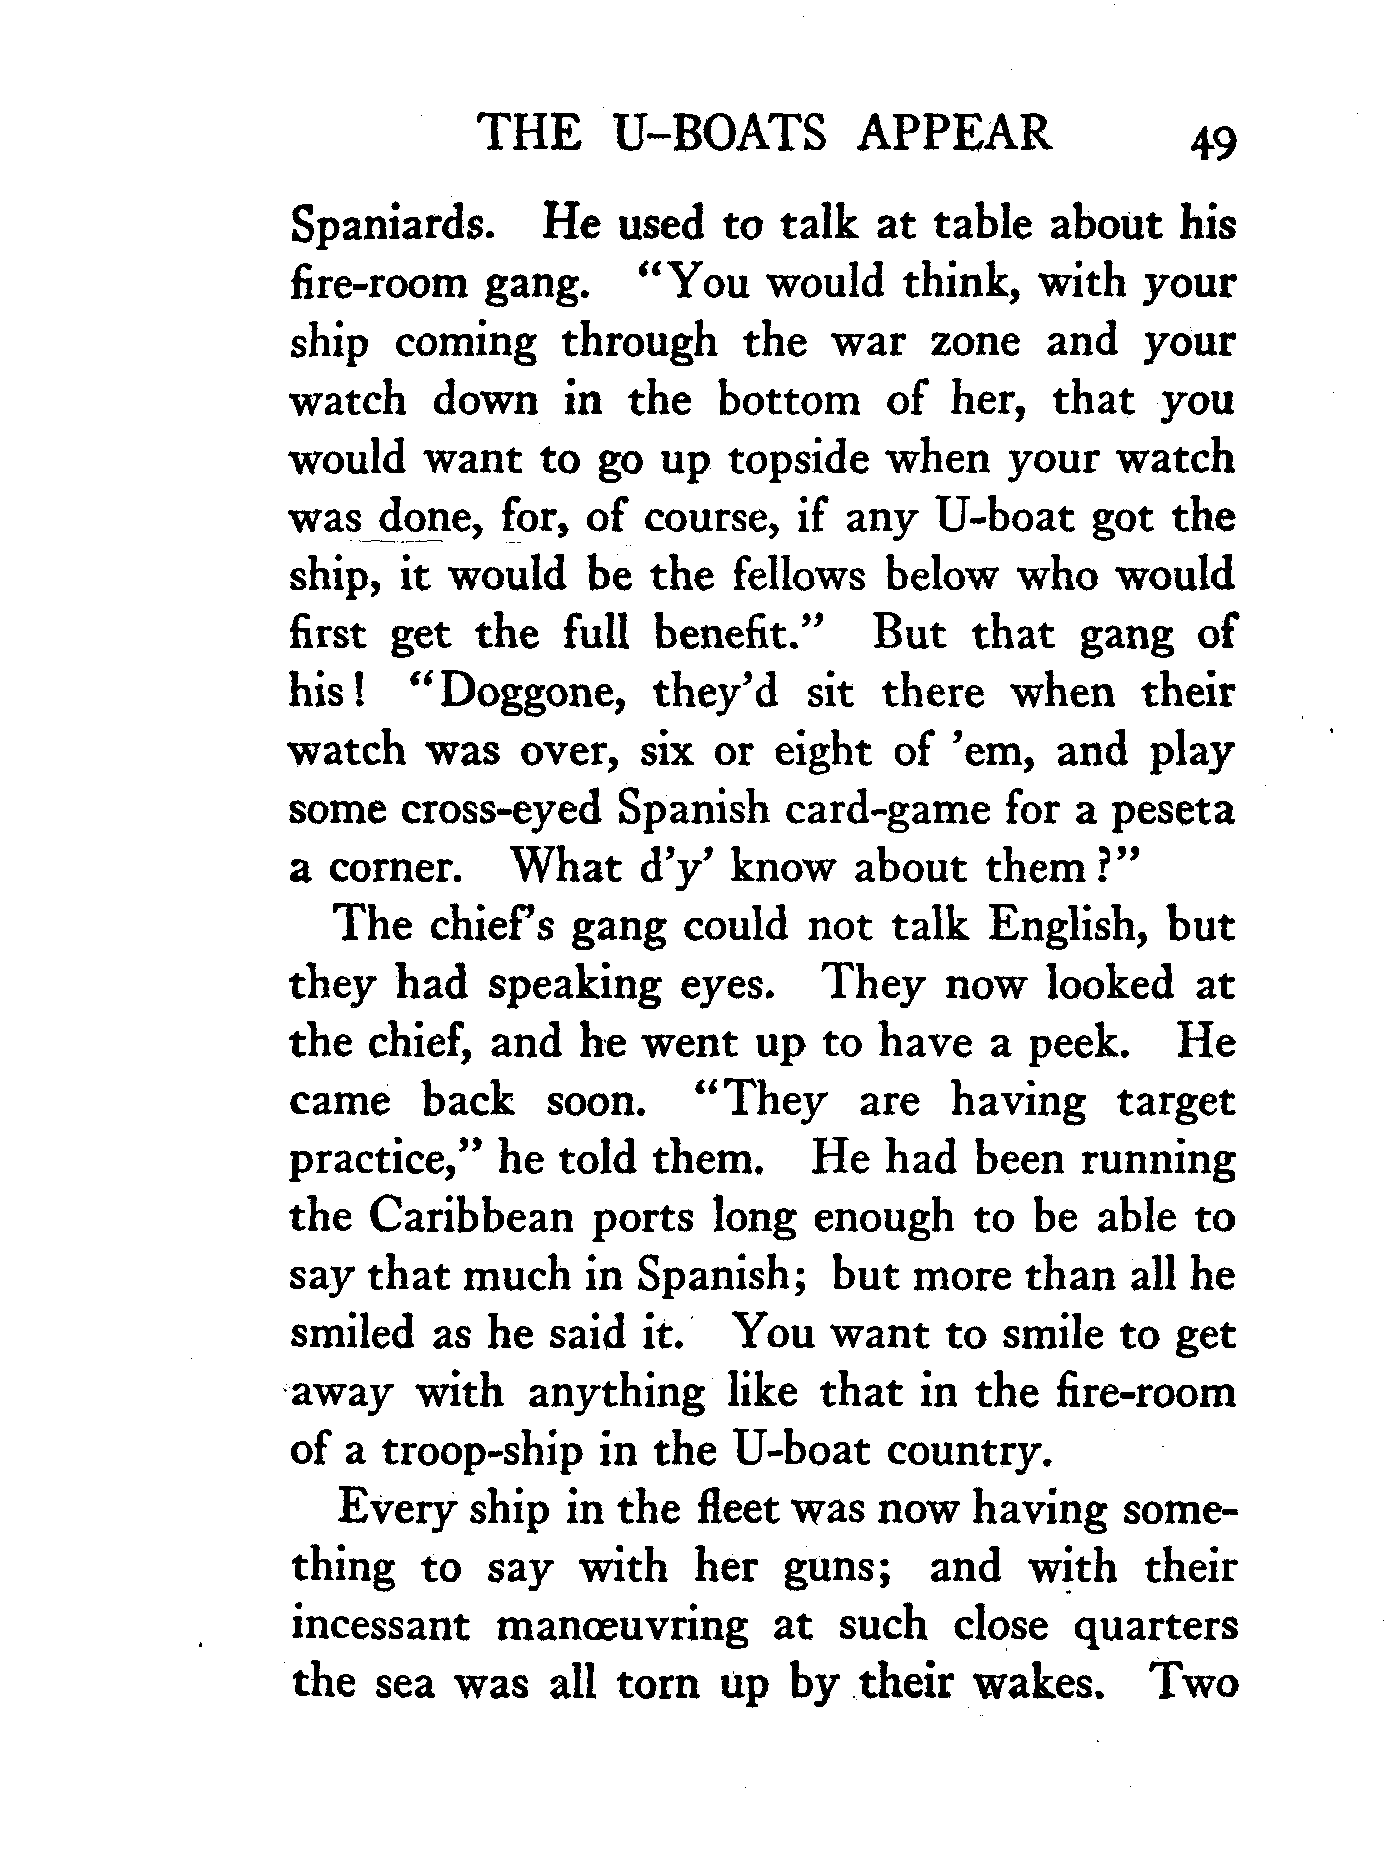 THE U-BOATS APPEAR 49
Spaniards. He used to talk at table about his
fire-room gang. "You would think, with your
ship coming through the war zone and your
watch down in the bottom of her, that you
would want to go up topside when your watch
was done, for, of course, if any U-boat got the
ship, it would be the fellows below who would
first get the full benefit." But that gang of
his! "Doggone, they'd sit there when their
watch was over, six or eight of 'em, and play
some cross-eyed Spanish card-game for a peseta
a corner. What d'y' know about them?"
The chief's gang could not talk English, but
they had speaking eyes. They now looked at
the chief, and he went up to have a peek. He
came back soon. "They are having target
practice," he told them. He had been running
the Caribbean ports long enough to be able to
say that much in Spanish; but more than all he
smiled as he said it. You want to smile to get
away with anything like that in the fire-room
of a troop-ship in the U-boat country.
Every ship in the fleet was now having some-
thing to say with her guns; and with their
incessant manœuvring at such close quarters
the sea was all torn up by their wakes. Two